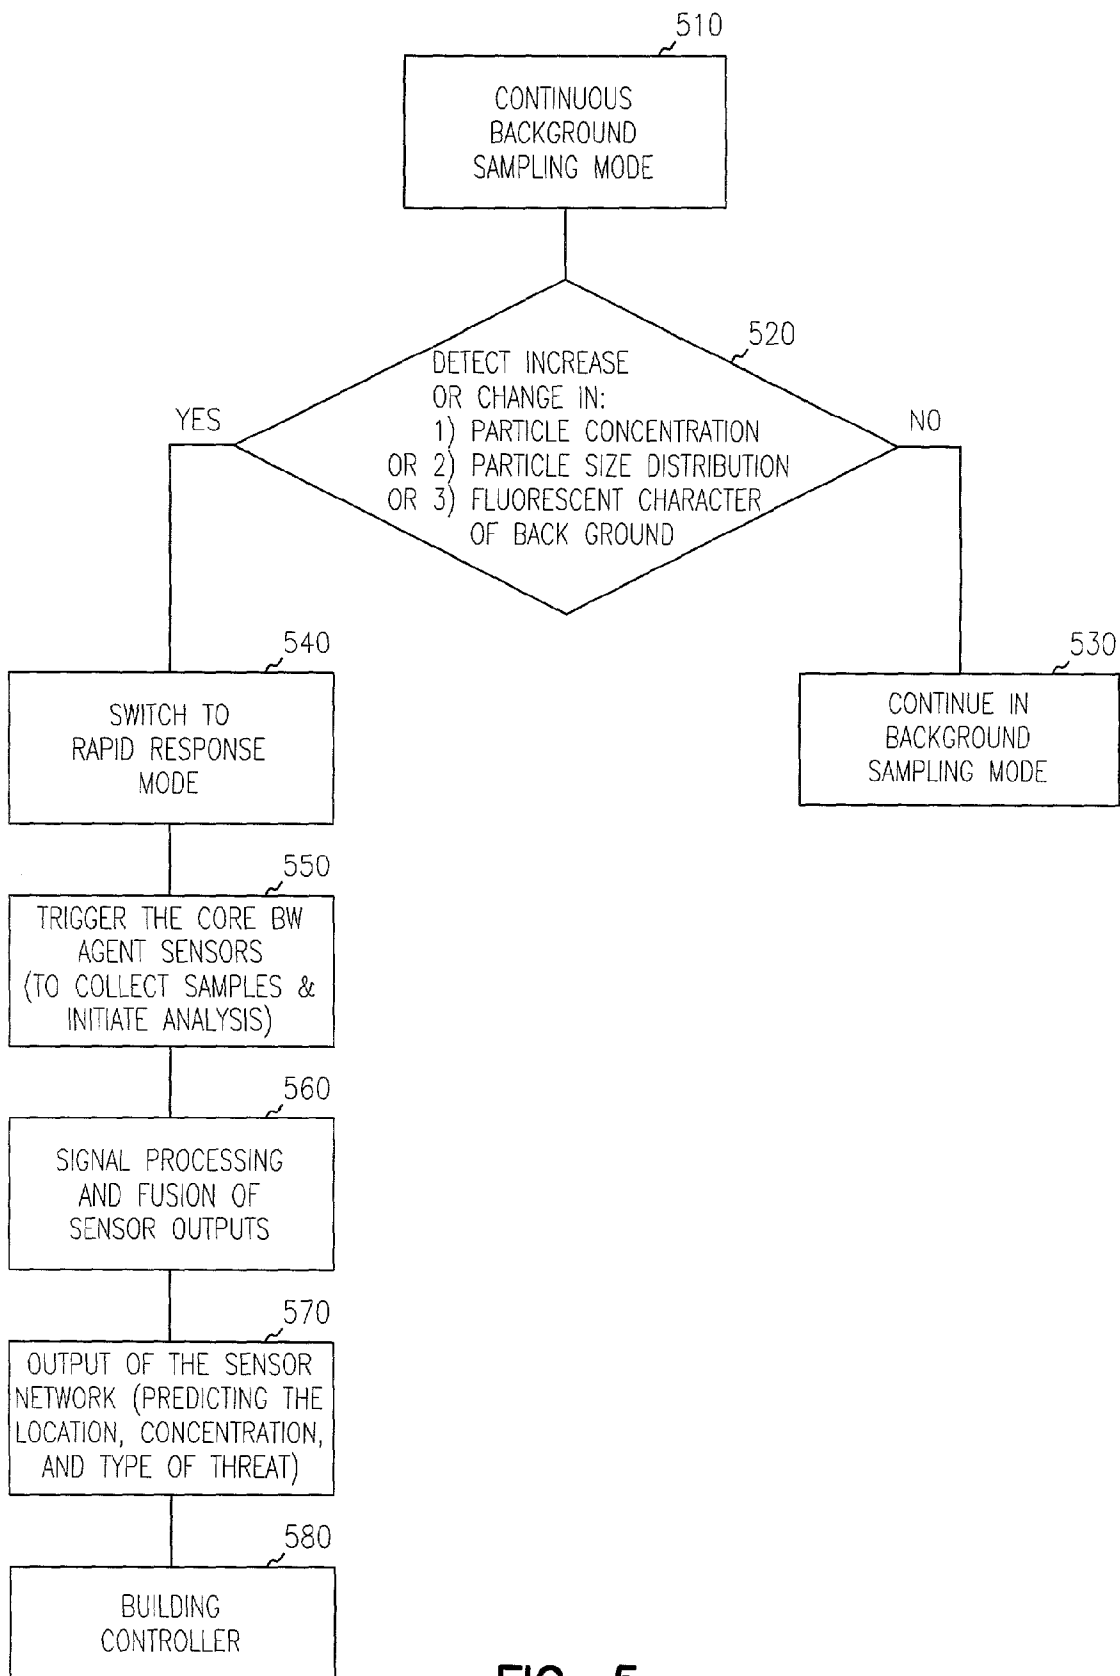 510
CONTINUOUS
BACKGROUND
SAMPLING MODE
520
DETECT INCREASE
OR CHANGE IN:
1) PARTICLE CONCENTRATION
OR 2) PARTICLE SIZE DISTRIBUTION
OR 3) FLUORESCENT CHARACTER
OF BACK GROUND
YES
NO
540
SWITCH TO
RAPID RESPONSE
MODE
530
CONTINUE IN
BACKGROUND
SAMPLING MODE
550
TRIGGER THE CORE BW
AGENT SENSORS
(TO COLLECT SAMPLES &
INITIATE ANALYSIS)
560
SIGNAL PROCESSING
AND FUSION OF
SENSOR OUTPUTS
570
OUTPUT OF THE SENSOR
NETWORK (PREDICTING THE
LOCATION, CONCENTRATION,
AND TYPE OF THREAT)
580
BUILDING
CONTROLLER
FIG. 5